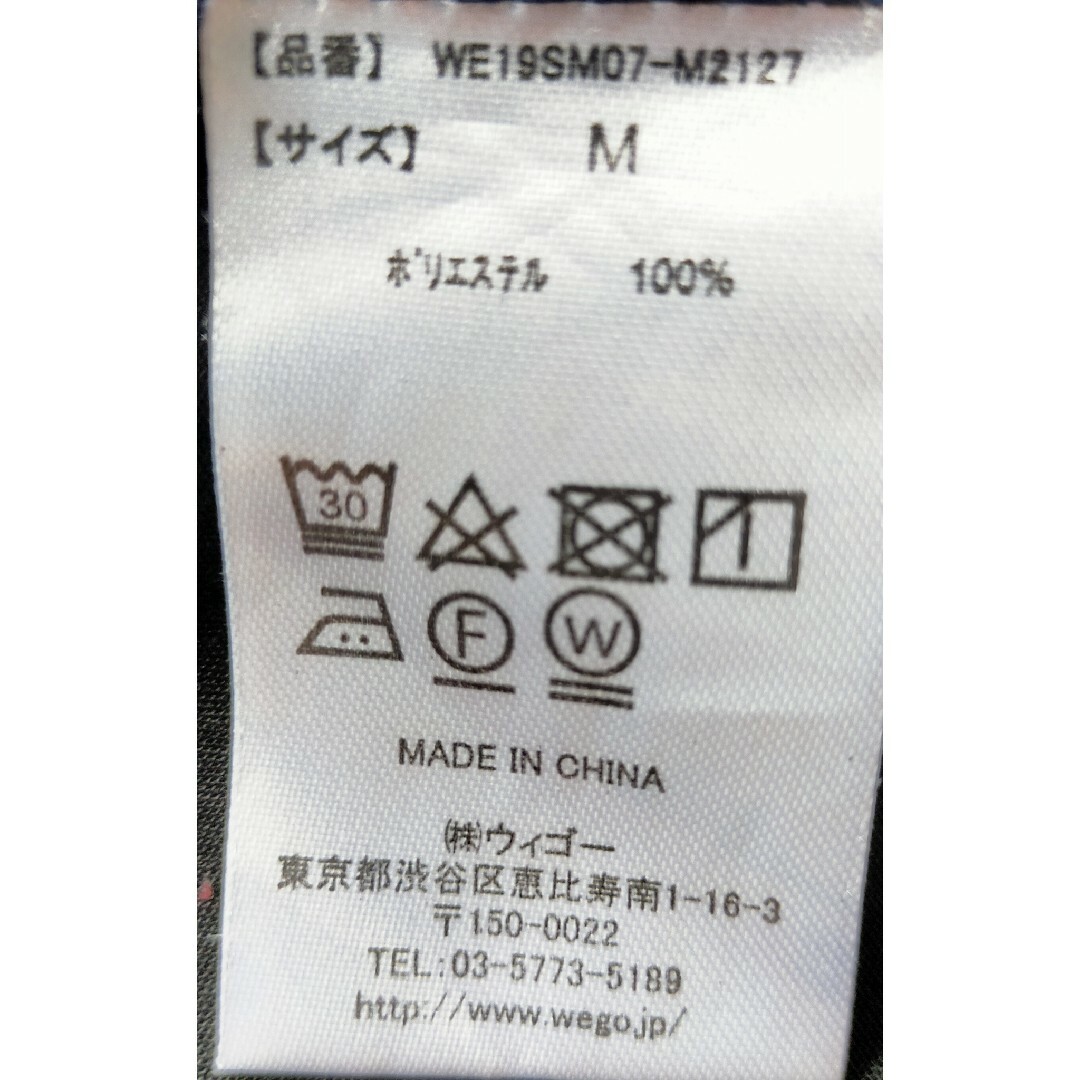 【品番】 WE19SM07-M2127
【サイズ】 M
ポリエステル 100%
30
F
W
MADE IN CHINA
㈱ウィゴー
東京都渋谷区恵比寿南1-16-3
〒150-0022
TEL:03-5773-5189
http://www.wego.jp/